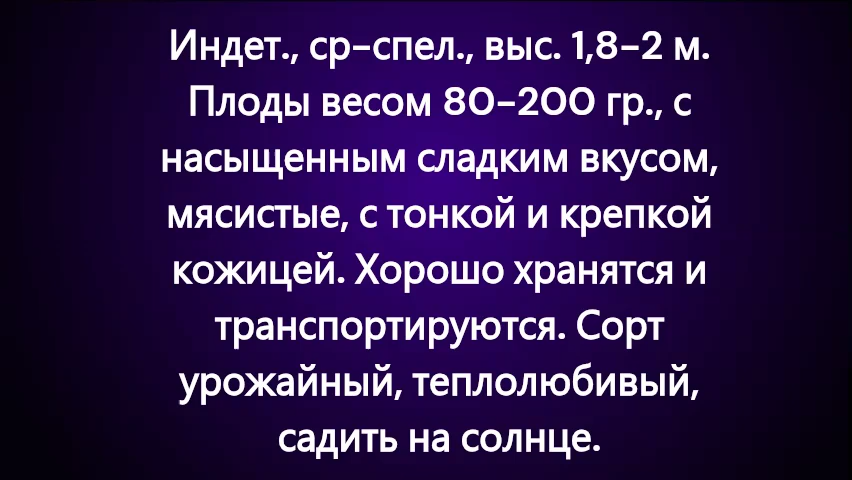 Индет., ср-спел., выс. 1,8-2 м.
Плоды весом 80-200 гр., с
насыщенным сладким вкусом,
мясистые, с тонкой и крепкой
кожицей. Хорошо хранятся и
транспортируются. Сорт
урожайный, теплолюбивый,
садить на солнце.